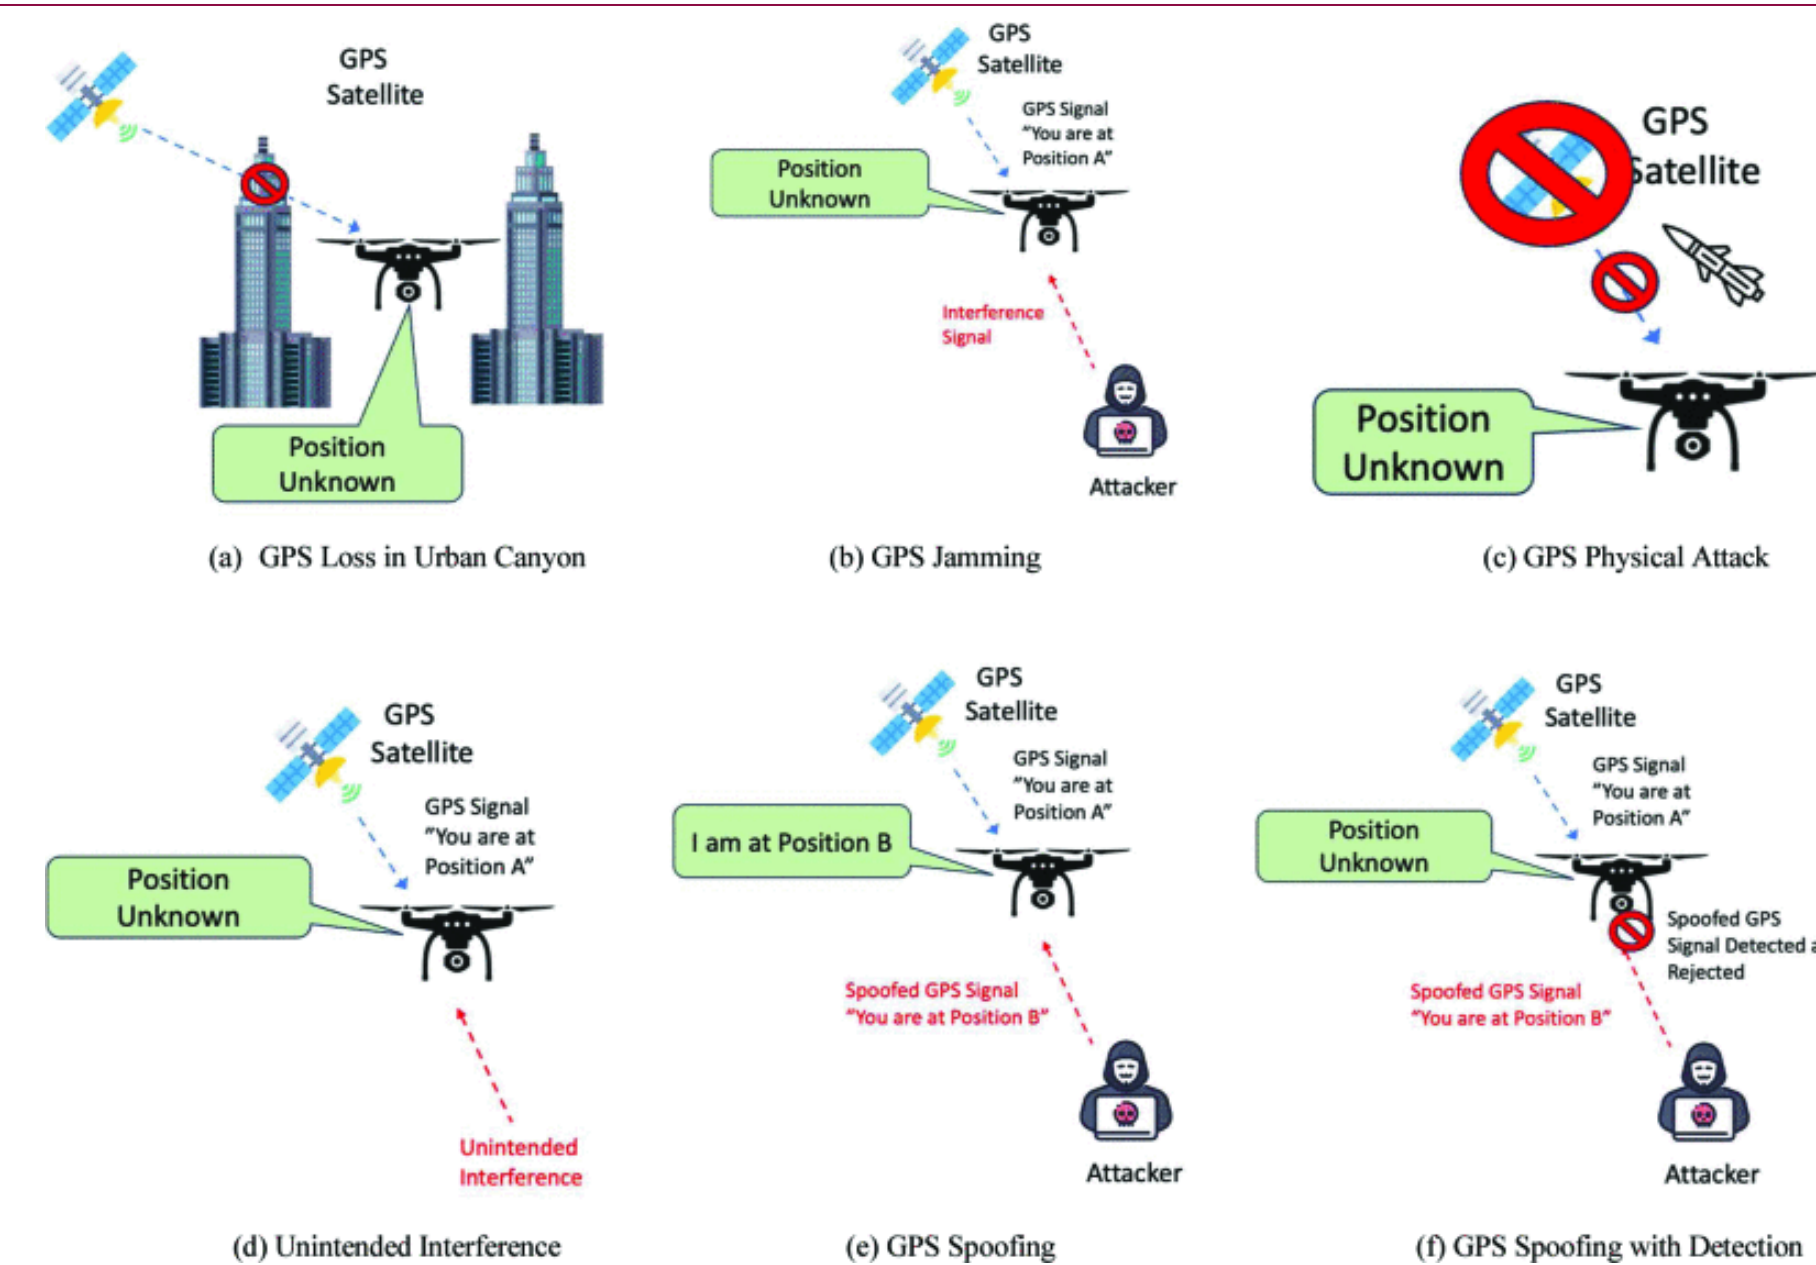 GPS
Satellite
Position
Unknown
(a) GPS Loss in Urban Canyon
GPS
Satellite
GPS Signal
"You are at
Position A"
Position
Unknown
Interference
Signal
Attacker
(b) GPS Jamming
GPS
Satellite
Position
Unknown
(c) GPS Physical Attack
GPS
Satellite
GPS Signal
"You are at
Position A"
Position
Unknown
Unintended
Interference
(d) Unintended Interference
GPS
Satellite
GPS Signal
"You are at
Position A"
I am at Position B
Spoofed GPS Signal
"You are at Position B"
Attacker
(e) GPS Spoofing
GPS
Satellite
GPS Signal
"You are at
Position A"
Position
Unknown
Spoofed GPS
Signal Detected
Rejected
Spoofed GPS Signal
"You are at Position B"
Attacker
(f) GPS Spoofing with Detection